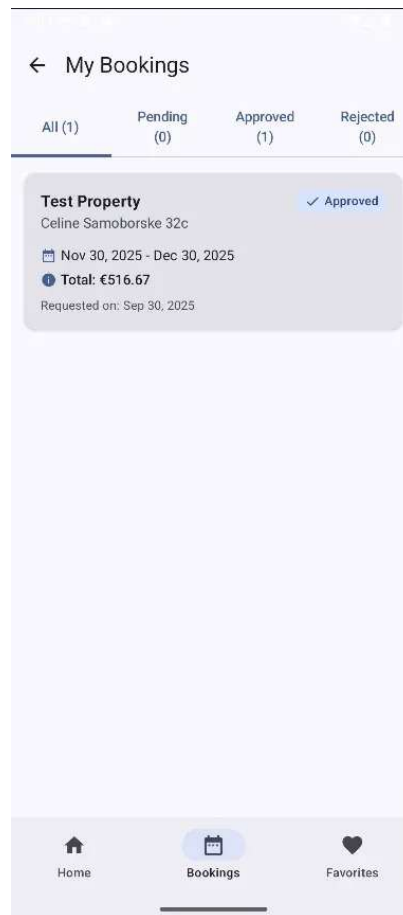 My Bookings
All (1)
Pending
(0)
Approved
(1)
Rejected
(0)
Test Property
Approved
Celine Samoborske 32c
Nov 30, 2025 - Dec 30, 2025
Total: €516.67
Requested on: Sep 30, 2025
Home
Bookings
Favorites